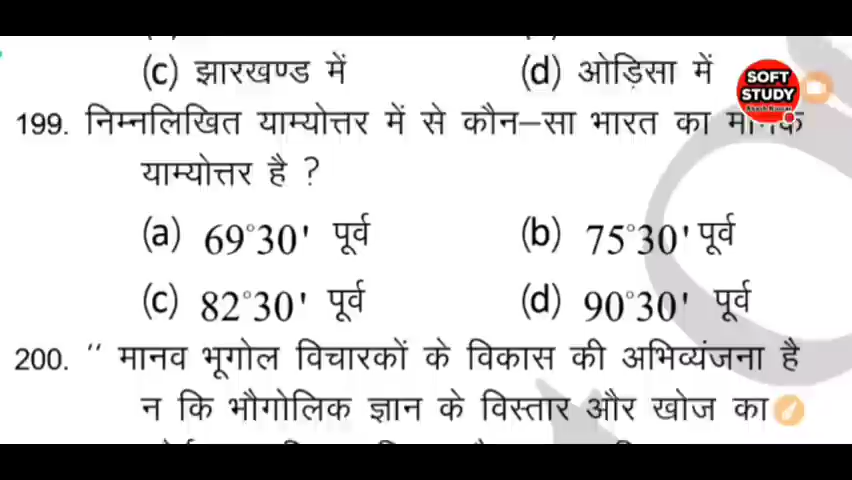 (c) झारखण्ड में (d) ओड़िसा में
SOFT
STUDY
199. निम्नलिखित याम्योत्तर में से कौन–सा भारत का मानक
याम्योत्तर है ?
(a) 69°30' पूर्व (b) 75°30' पूर्व
(c) 82°30' पूर्व (d) 90°30' पूर्व
200. “ मानव भूगोल विचारकों के विकास की अभिव्यंजना है
न कि भौगोलिक ज्ञान के विस्तार और खोज का